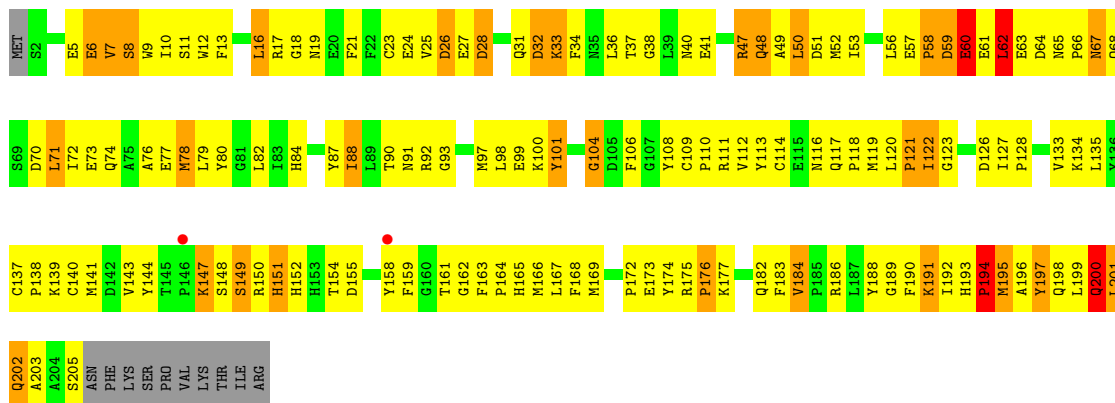 MET S2 E5 E6 V7 S8 W9 I10 S11 W12 F13 L16 R17 G18 N19 E20 F21 F22 C23 E24 V25 D26 E27 D28 Q31 D32 K33 F34 N35 L36 T37 G38 L39 N40 E41 R47 Q48 A49 L50 D51 M52 I53 L56 E57 P58 D59 E60 E61 L62 E63 D64 N65 P66 N67 Q68
S69 D70 L71 I72 E73 Q74 A75 A76 E77 M78 L79 Y80 G81 L82 I83 H84 Y87 I88 L89 T90 N91 R92 G93 M97 L98 E99 K100 Y101 G104 D105 F106 G107 Y108 C109 P110 R111 V112 Y113 C114 E115 N116 Q117 P118 M119 L120 P121 I122 G123 D126 I127 P128 V133 K134 L135 Y136
C137 P138 K139 C140 M141 D142 V143 Y144 T145 P146 K147 S148 S149 R150 H151 H152 H153 T154 D155 Y158 F159 G160 T161 G162 F163 P164 H165 M166 L167 F168 M169 P172 E173 Y174 R175 P176 K177 Q182 F183 V184 P185 R186 L187 Y188 G189 F190 K191 I192 H193 P194 M195 A196 Y197 Q198 L199 Q200 L201
Q202 A203 A204 S205 ASN PHE LYS SER PRO VAL LYS THR ILE ARG